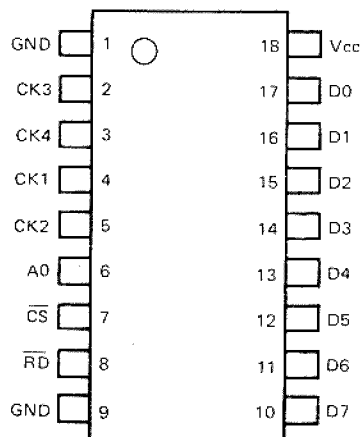 GND 1 18 Vcc
CK3 2 17 D0
CK4 3 16 D1
CK1 4 15 D2
CK2 5 14 D3
A0 6 13 D4
CS 7 12 D5
RD 8 11 D6
GND 9 10 D7